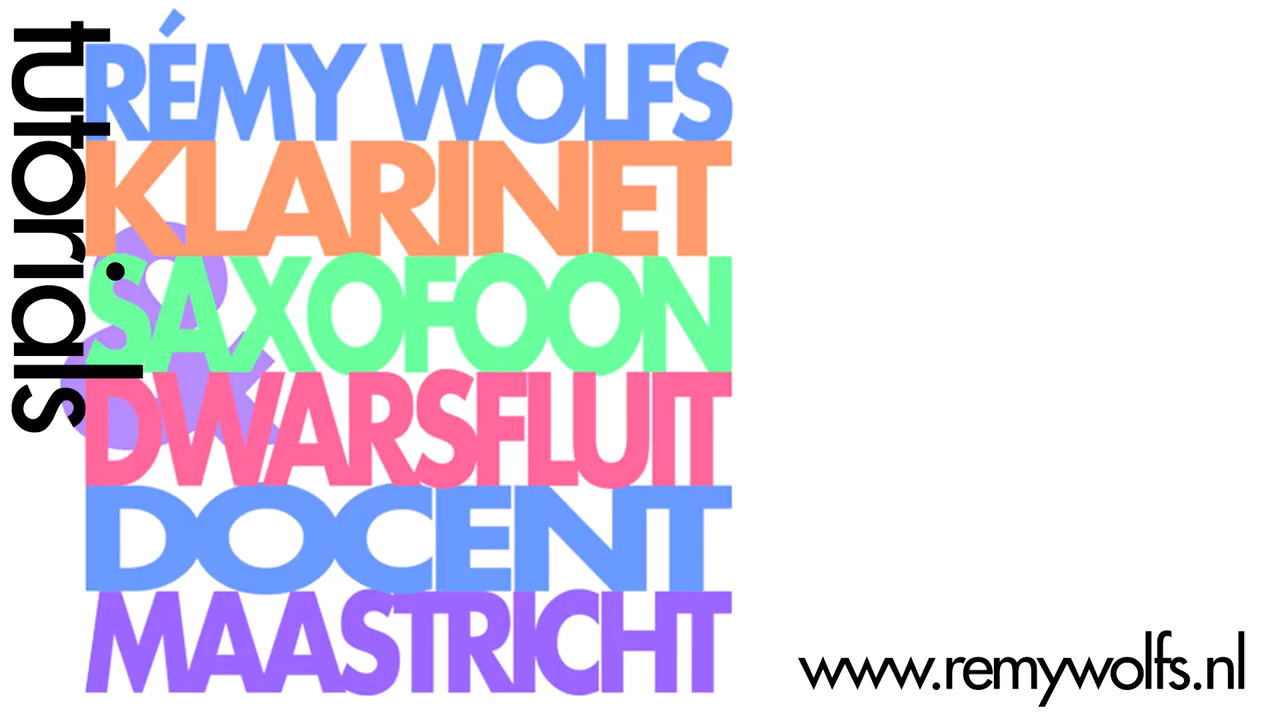 tutorials
RÉMY WOLFS
KLARINET
&
SAXOFOON
DWARSFLUIT
DOCENT
MAASTRICHT
www.remywolfs.nl